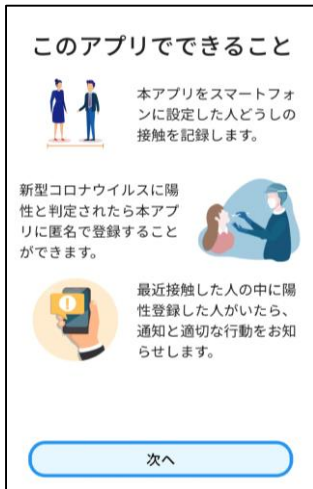 このアプリでできること
本アプリをスマートフォ
ンに設定した人どうしの
接触を記録します。
新型コロナウイルスに陽
性と判定されたら本アプ
リに匿名で登録すること
ができます。
最近接触した人の中に陽
性登録した人がいたら、
通知と適切な行動をお知
らせします。
次へ